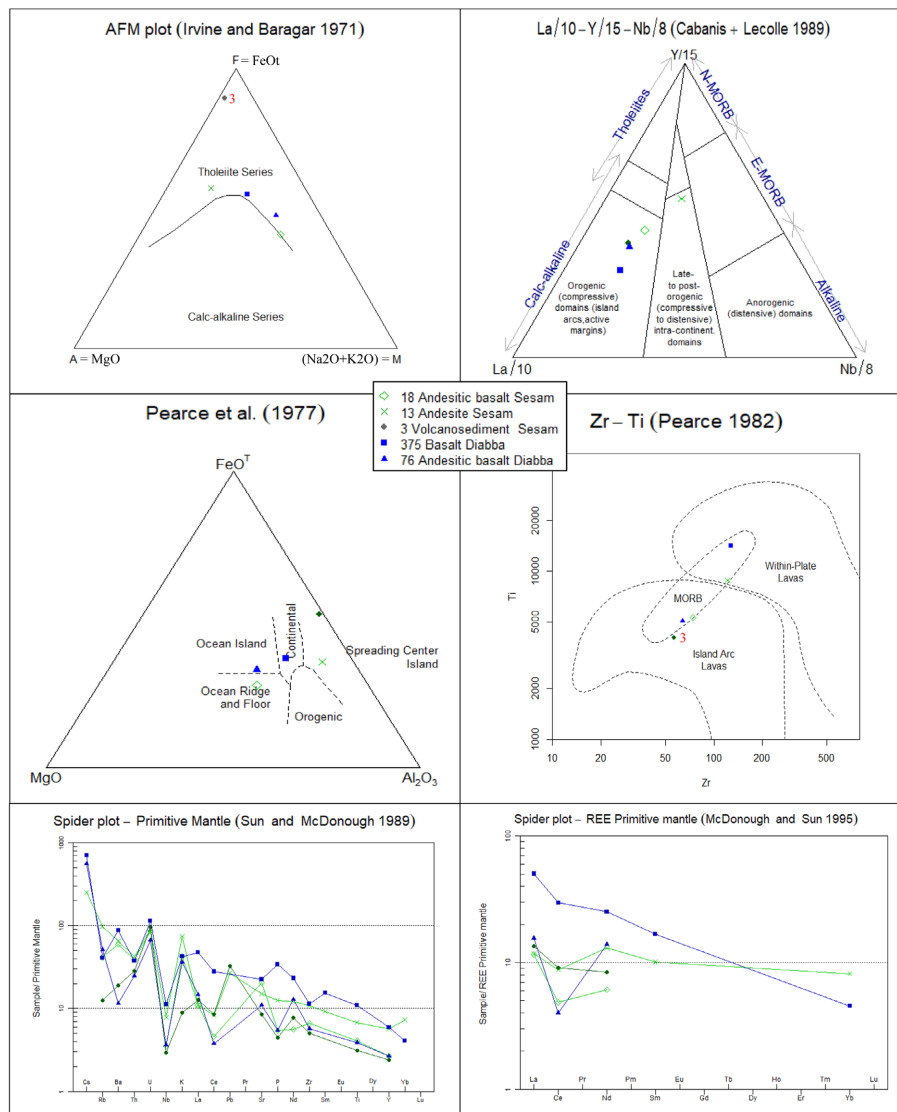 AFM plot (Irvine and Baragar 1971)
F = FeOt
3
Tholeiite Series
Calc-alkaline Series
A = MgO
(Na2O+K2O) = M
La/10–Y/15–Nb/8 (Cabanis + Lecolle 1989)
Y/15
Tholeiites
N-MORB
E-MORB
Calc-alkaline
Alkaline
Orogenic
(compressive)
domains (island
arcs,active
margins)
Late-
to post-
orogenic
(compressive
to distensive)
intra-continent.
domains
Anorogenic
(distensive) domains
La/10
Nb/8
18 Andesitic basalt Sesam
13 Andesite Sesam
3 Volcanosediment Sesam
375 Basalt Diabba
76 Andesitic basalt Diabba
Pearce et al. (1977)
FeOᵀ
Ocean Island
Continental
Spreading Center
Island
Ocean Ridge
and Floor
Orogenic
MgO
Al₂O₃
Zr – Ti (Pearce 1982)
Ti
10000
20000
5000
2000
1000
Within-Plate
Lavas
MORB
3
Island Arc
Lavas
10 20 50 100 200 500
Zr
Spider plot – Primitive Mantle (Sun and McDonough 1989)
Sample/ Primitive Mantle
1000
100
10
1
Cs Ba U K Ce Pr P Zr Eu Dy Yb
Rb Th Nb La Pb Sr Nd Sm Ti Y Lu
Spider plot – REE Primitive mantle (McDonough and Sun 1995)
Sample/ REE Primitive mantle
100
10
1
La Pr Pm Eu Tb Ho Tm Lu
Ce Nd Sm Gd Dy Er Yb